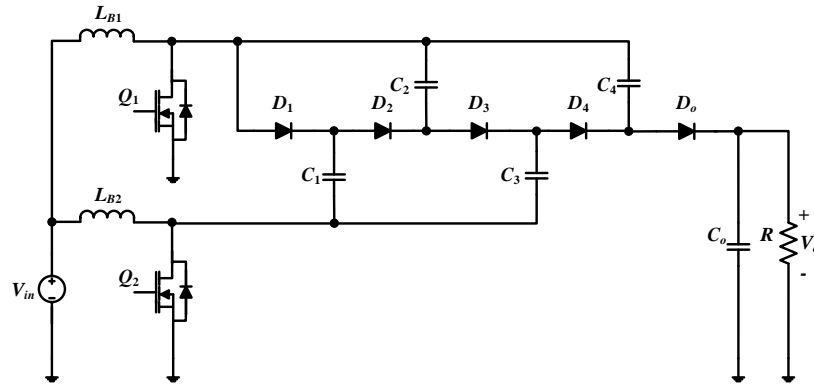 L_B1
Q_1
C_2
C_4
D_1
D_2
D_3
D_4
D_o
C_1
C_3
L_B2
Q_2
V_in
+
-
C_o
R
+
-